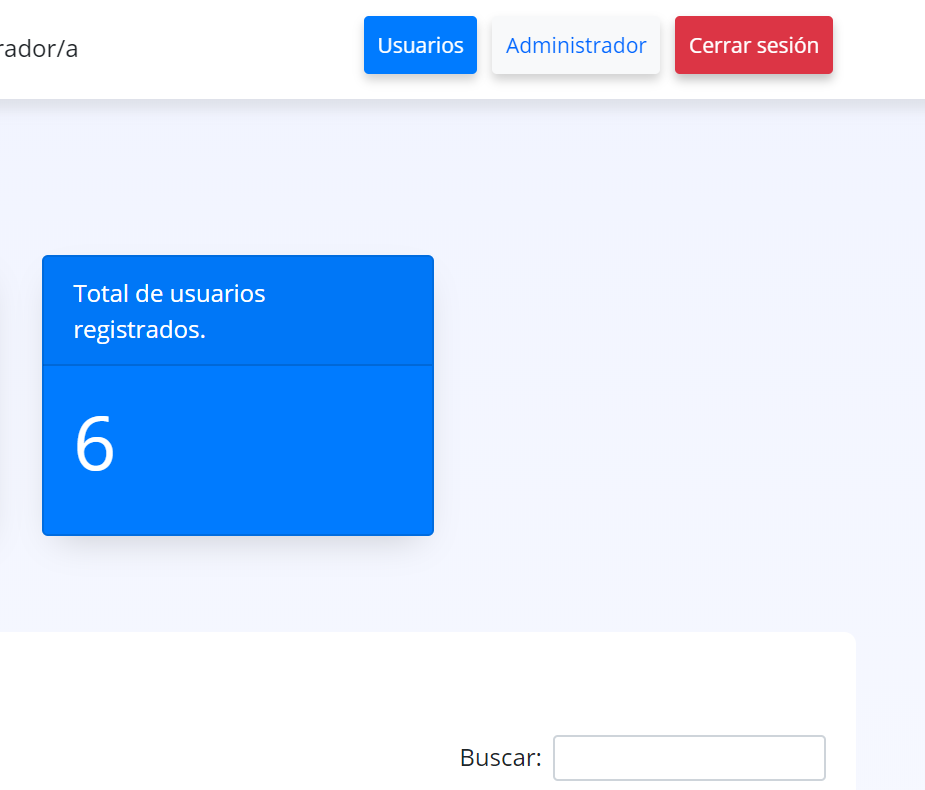 rador/a
Usuarios
Administrador
Cerrar sesión
Total de usuarios
registrados.
6
Buscar: